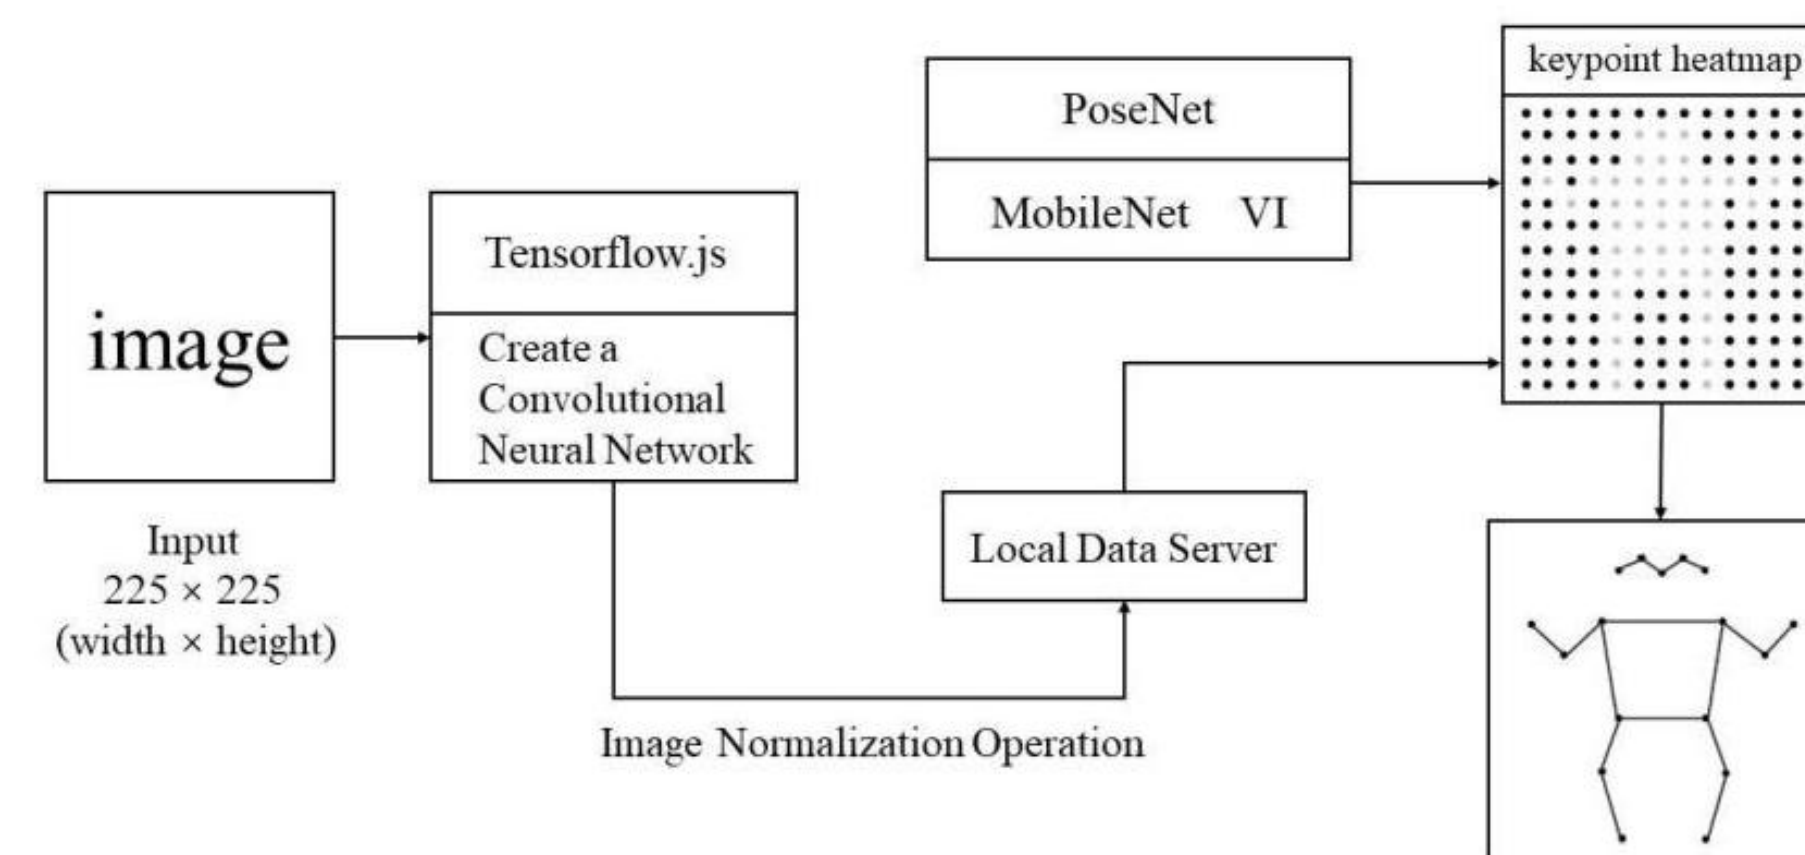 image
Input
225 × 225
(width × height)
Tensorflow.js
Create a
Convolutional
Neural Network
Image Normalization Operation
Local Data Server
PoseNet
MobileNet VI
keypoint heatmap